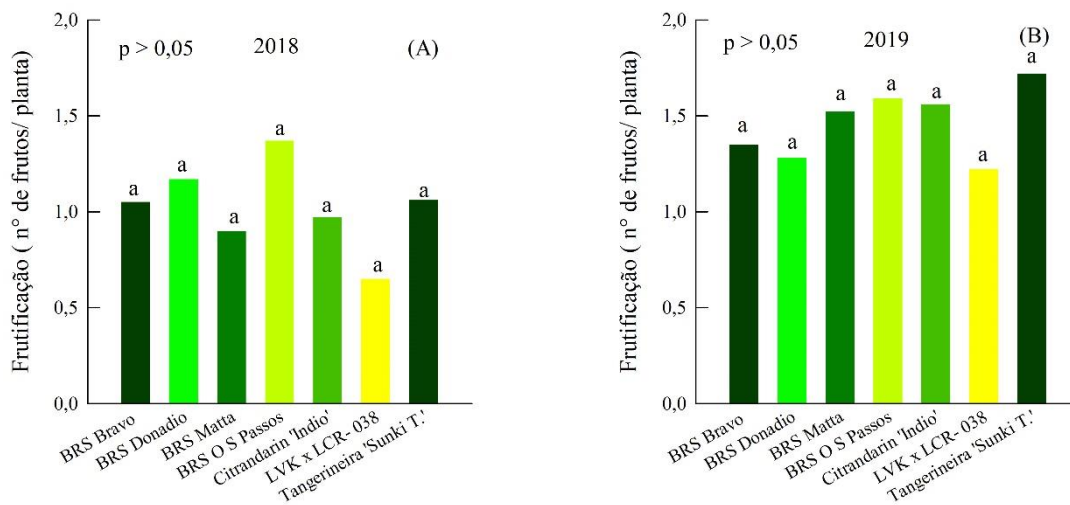 p > 0,05 2018 (A)
Frutificação ( n° de frutos/ planta)
2,0
1,5
1,0
0,5
0,0
a
a
a
a
a
a
a
BRS Bravo
BRS Donadio
BRS Matta
BRS O S Passos
Citrandarin 'Indio'
LVK x LCR- 038
Tangerineira 'Sunki T.'
p > 0,05 2019 (B)
Frutificação ( n° de frutos/ planta)
2,0
1,5
1,0
0,5
0,0
a
a
a
a
a
a
a
BRS Bravo
BRS Donadio
BRS Matta
BRS O S Passos
Citrandarin 'Indio'
LVK x LCR- 038
Tangerineira 'Sunki T.'